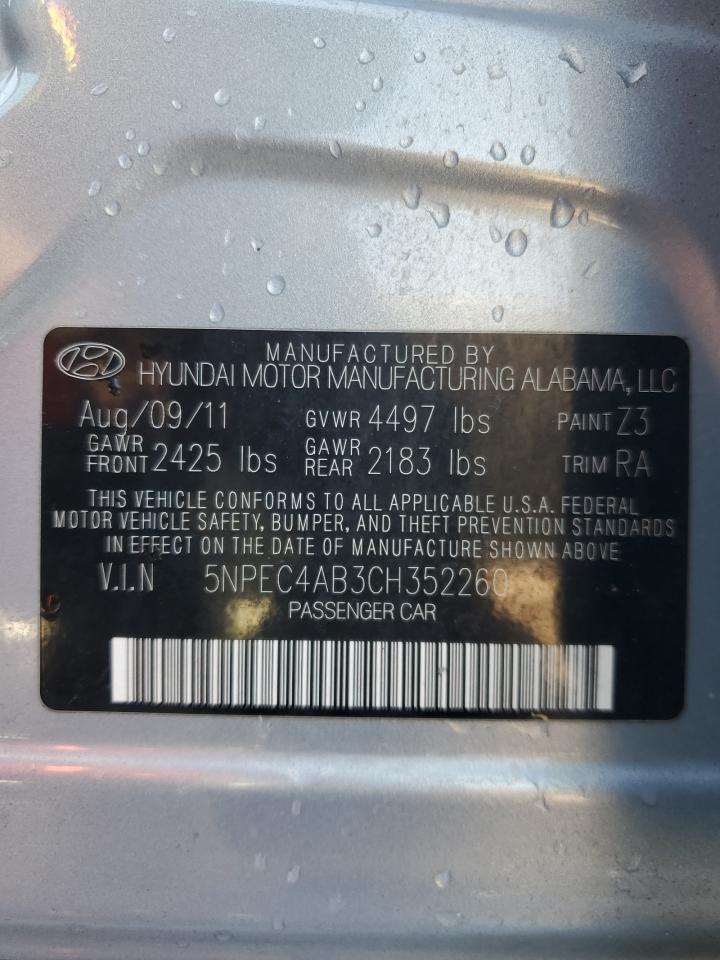 MANUFACTURED BY
HYUNDAI MOTOR MANUFACTURING ALABAMA, LLC
Aug/09/11 GVWR 4497 lbs PAINT Z3
GAWR FRONT 2425 lbs GAWR REAR 2183 lbs TRIM RA
THIS VEHICLE CONFORMS TO ALL APPLICABLE U.S.A. FEDERAL
MOTOR VEHICLE SAFETY, BUMPER, AND THEFT PREVENTION STANDARDS
IN EFFECT ON THE DATE OF MANUFACTURE SHOWN ABOVE
V.I.N 5NPEC4AB3CH352260
PASSENGER CAR